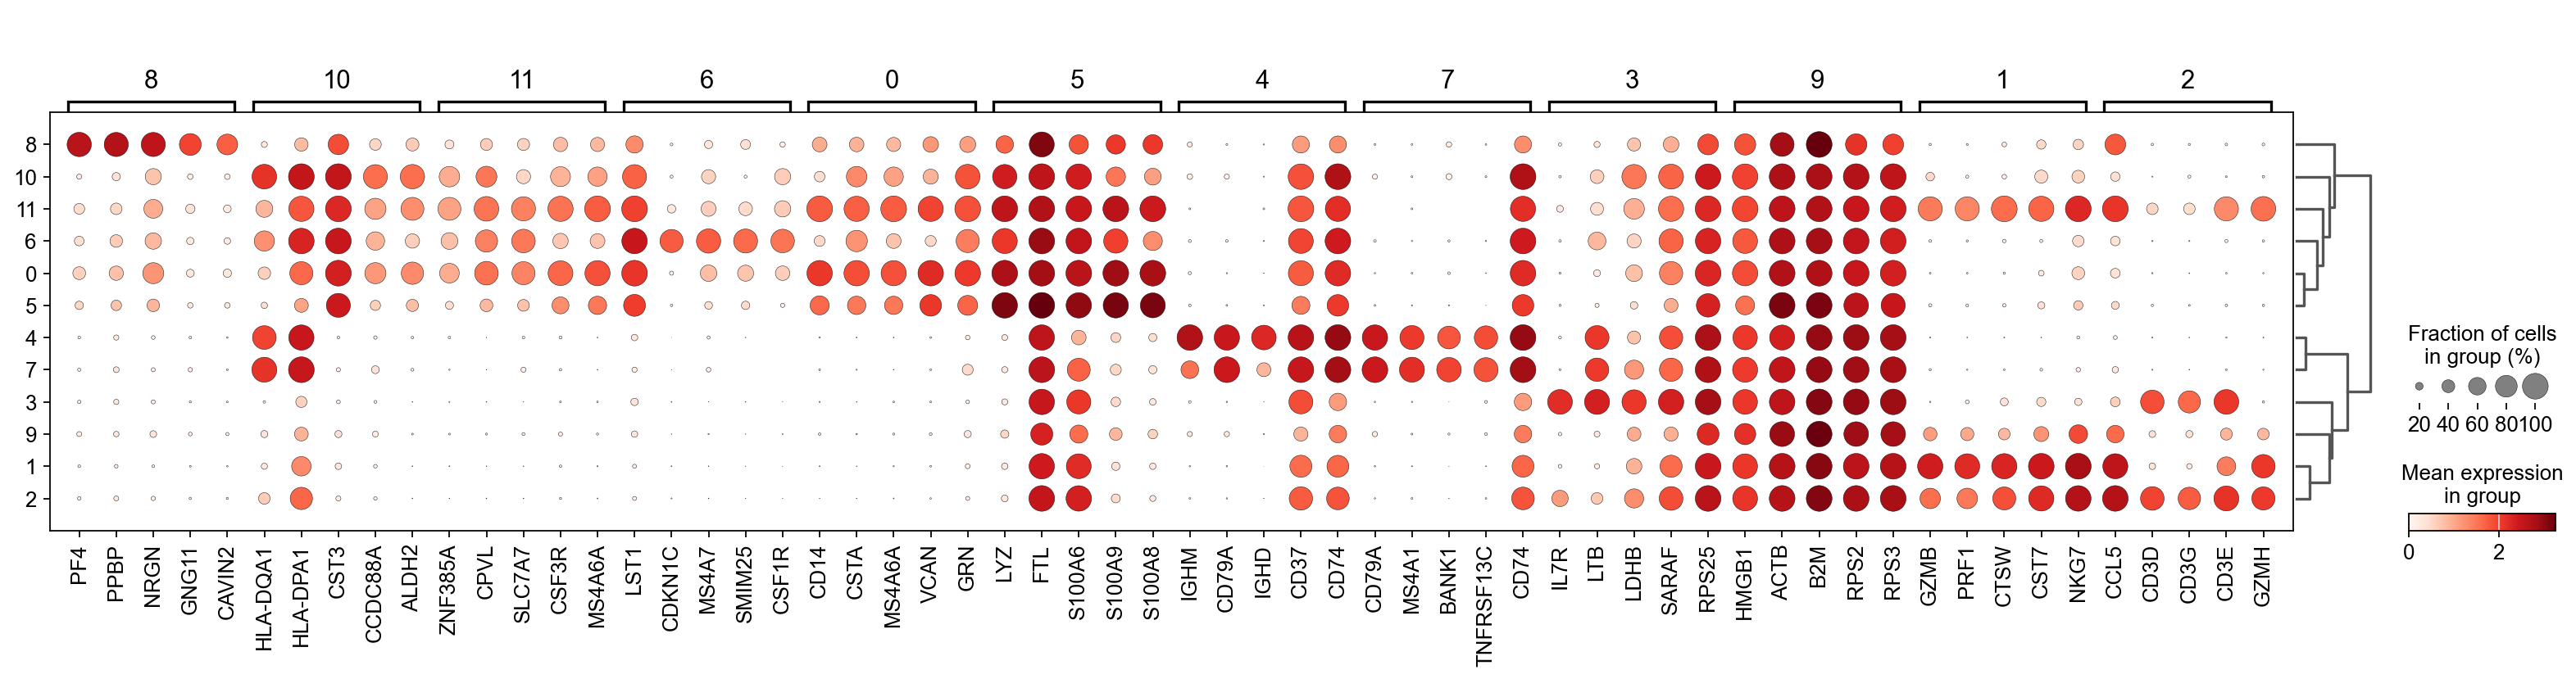 8 10 11 6 0 5 4 7 3 9 1 2
8
10
11
6
0
5
4
7
3
9
1
2
PF4
PPBP
NRGN
GNG11
CAVIN2
HLA-DQA1
HLA-DPA1
CST3
CCDC88A
ALDH2
ZNF385A
CPVL
SLC7A7
CSF3R
MS4A6A
LST1
CDKN1C
MS4A7
SMIM25
CSF1R
CD14
CSTA
MS4A6A
VCAN
GRN
LYZ
FTL
S100A6
S100A9
S100A8
IGHM
CD79A
IGHD
CD37
CD74
CD79A
MS4A1
BANK1
TNFRSF13C
CD74
IL7R
LTB
LDHB
SARAF
RPS25
HMGB1
ACTB
B2M
RPS2
RPS3
GZMB
PRF1
CTSW
CST7
NKG7
CCL5
CD3D
CD3G
CD3E
GZMH
Fraction of cells
in group (%)
20 40 60 80 100
Mean expression
in group
0 2